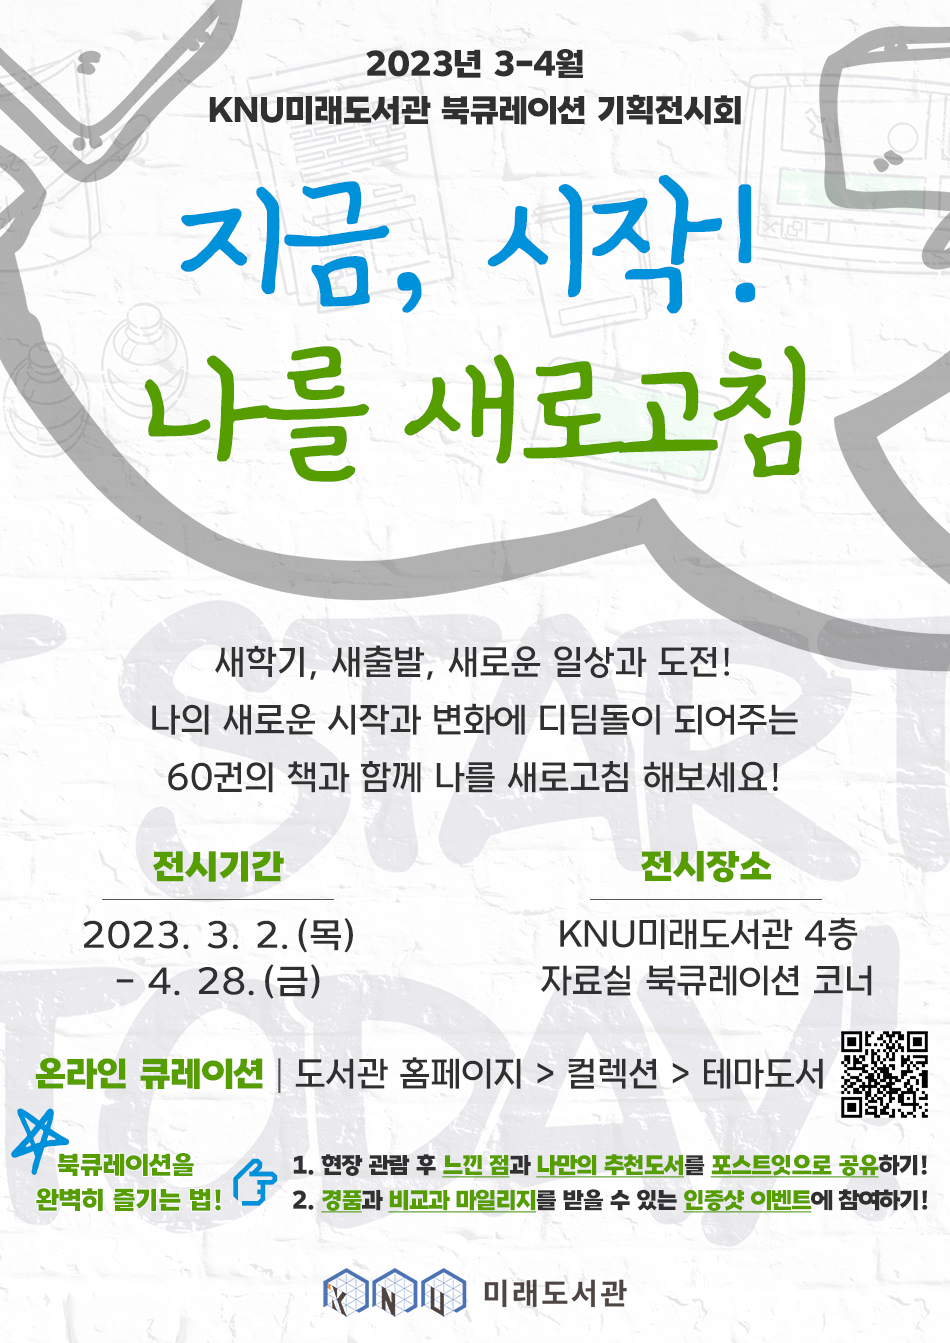 2023년 3-4월
KNU미래도서관 북큐레이션 기획전시회
지금, 시작!
나를 새로고침
START
TODAY!
새학기, 새출발, 새로운 일상과 도전!
나의 새로운 시작과 변화에 디딤돌이 되어주는
60권의 책과 함께 나를 새로고침 해보세요!
전시기간
2023. 3. 2.(목)
- 4. 28.(금)
전시장소
KNU미래도서관 4층
자료실 북큐레이션 코너
온라인 큐레이션 | 도서관 홈페이지 > 컬렉션 > 테마도서
북큐레이션을
완벽히 즐기는 법!
1. 현장 관람 후 느낀 점과 나만의 추천도서를 포스트잇으로 공유하기!
2. 경품과 비교과 마일리지를 받을 수 있는 인증샷 이벤트에 참여하기!
KNU 미래도서관